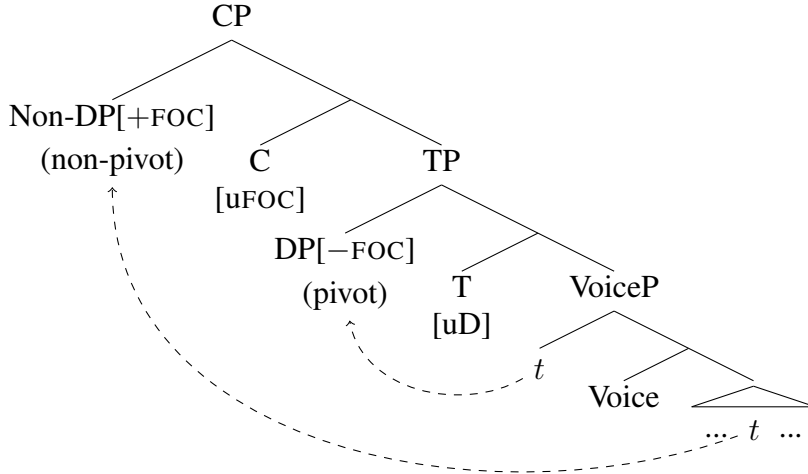 CP
Non-DP[+FOC]
(non-pivot)
C
[uFOC]
TP
DP[−FOC]
(pivot)
T
[uD]
VoiceP
t
Voice
... t ...